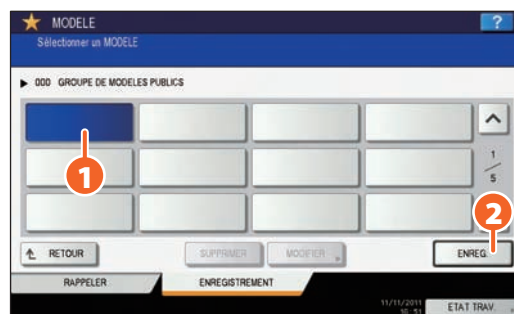 MODELE
?
Sélectionner un MODELE
000 GROUPE DE MODELES PUBLICS
1
1
5
2
RETOUR
SUPPRIMER
MODIFIER
ENREG.
RAPPELER
ENREGISTREMENT
11/11/2011
10:51
ETAT TRAV.